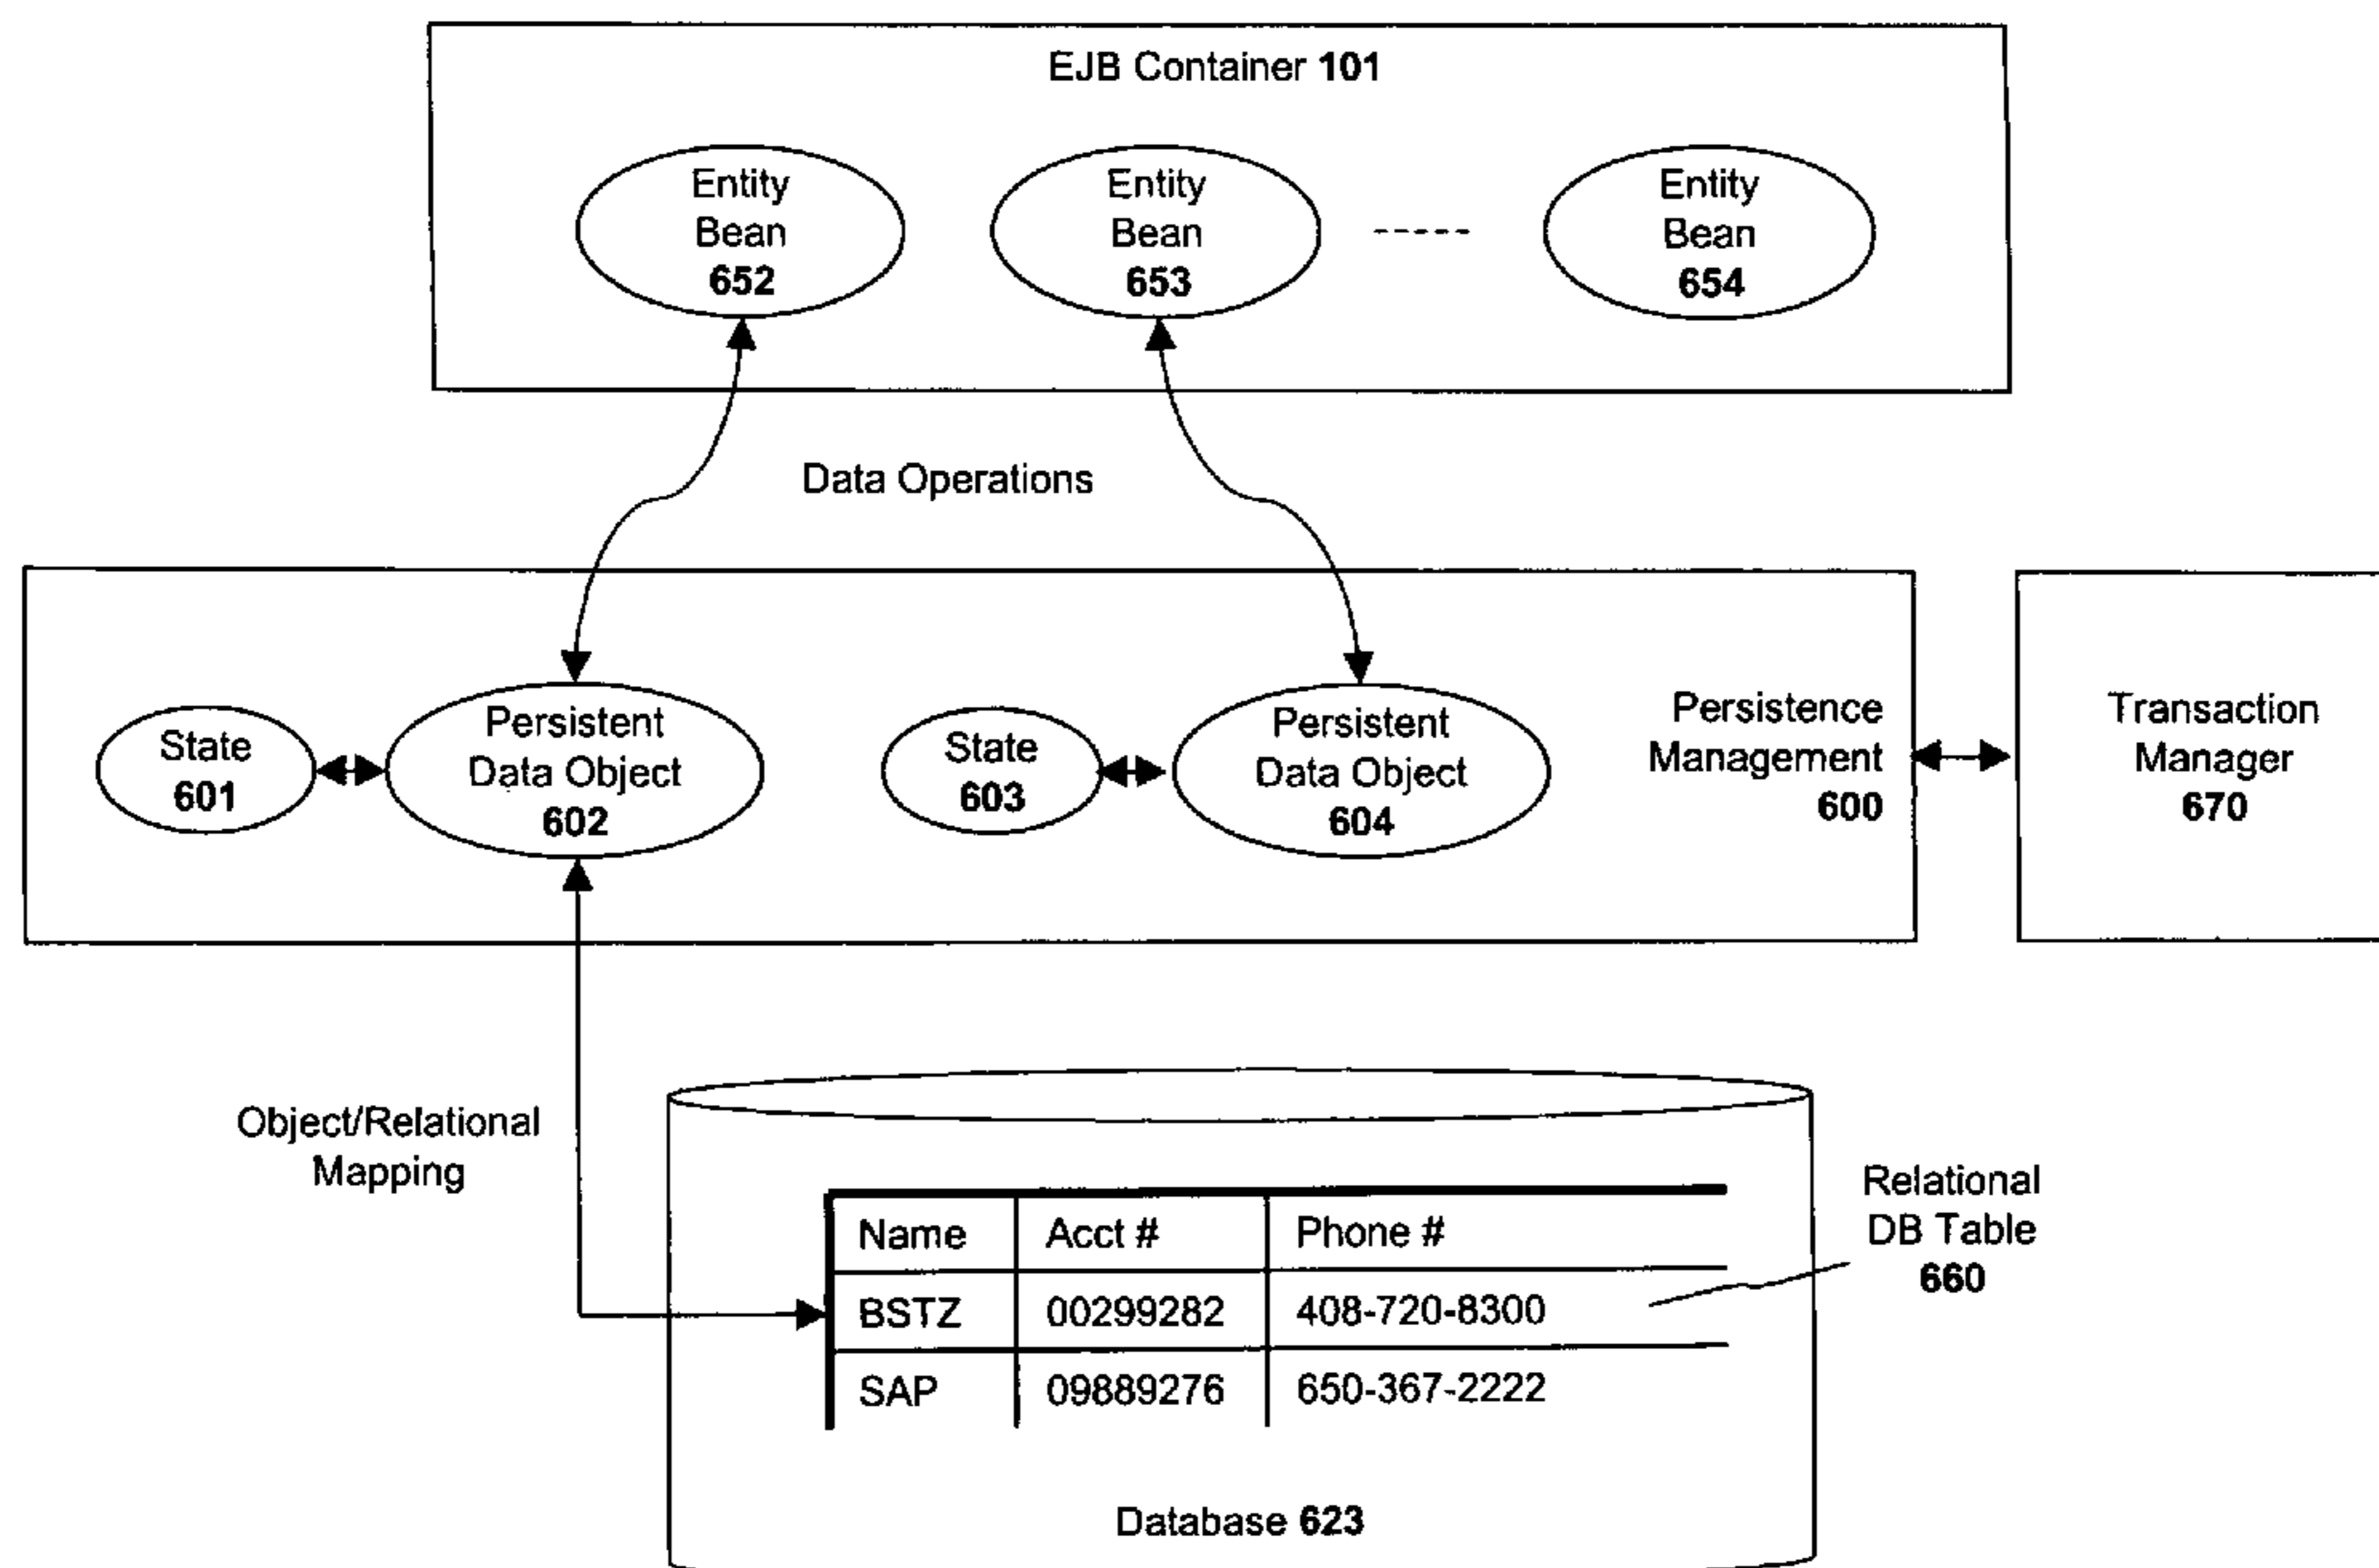 EJB Container 101
Entity
Bean
652
Entity
Bean
653
Entity
Bean
654
Data Operations
State
601
Persistent
Data Object
602
State
603
Persistent
Data Object
604
Persistence
Management
600
Transaction
Manager
670
Object/Relational
Mapping
Name Acct # Phone #
BSTZ 00299282 408-720-8300
SAP 09889276 650-367-2222
Relational
DB Table
660
Database 623